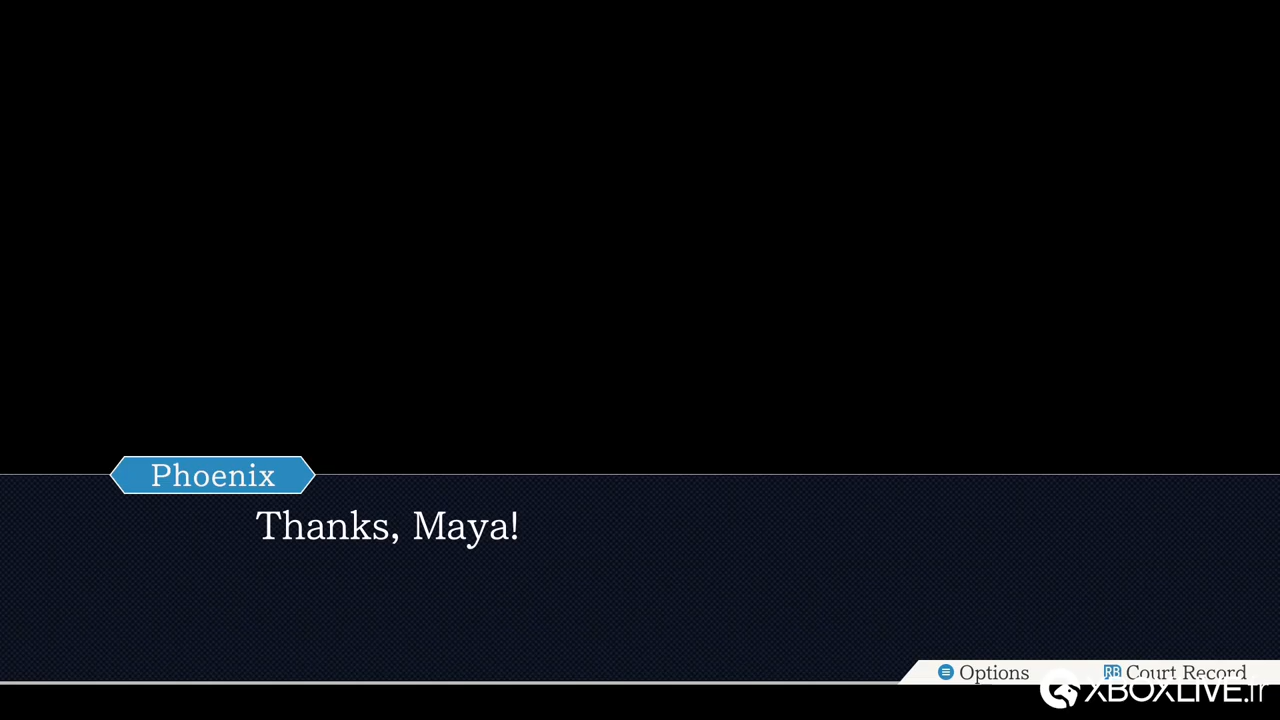 Phoenix
Thanks, Maya!
Options
RB Court Record
XBOXLIVE.fr